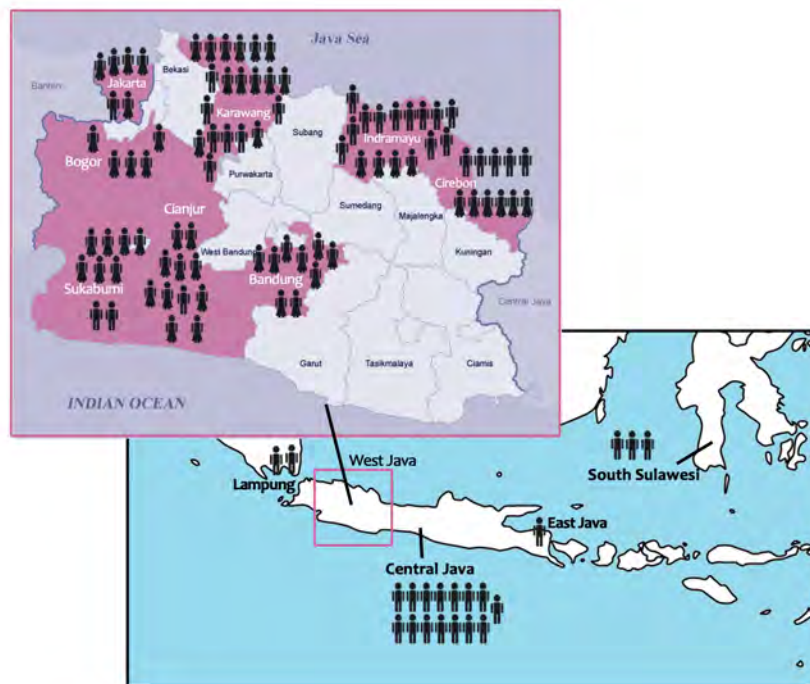 Java Sea
Banten
Jakarta
Bekasi
Karawang
Subang
Indramayu
Bogor
Purwakarta
Cirebon
Cianjur
Sumedang
Majalengka
West Bandung
Kuningan
Sukabumi
Bandung
Central Java
Garut
Tasikmalaya
Ciamis
INDIAN OCEAN
West Java
Lampung
South Sulawesi
East Java
Central Java